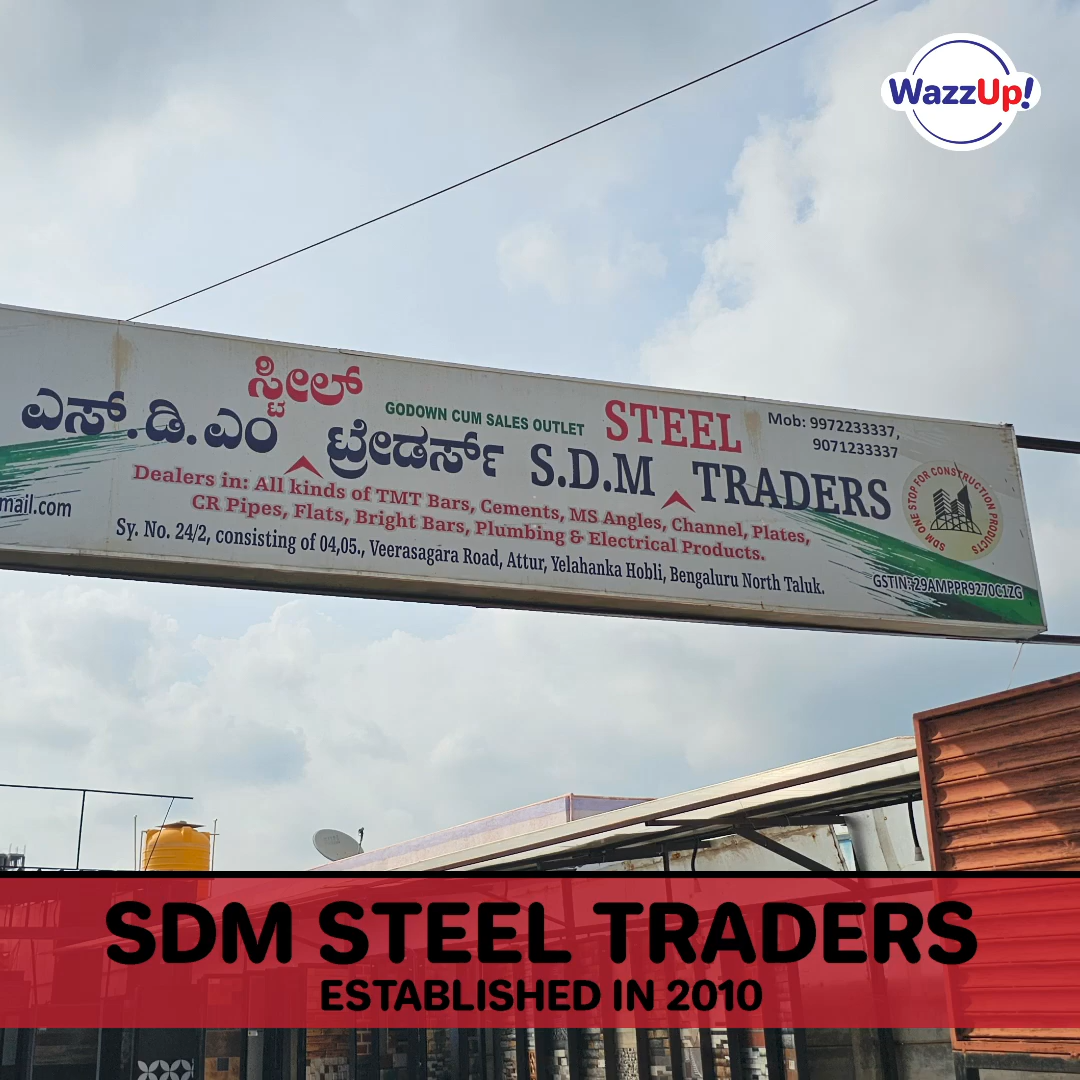 WazzUp!
ಸ್ಟೀಲ್
ಎಸ್.ಡಿ.ಎಂ ಟ್ರೇಡರ್ಸ್
GODOWN CUM SALES OUTLET
STEEL
S.D.M TRADERS
Mob: 9972233337,
9071233337
Dealers in: All kinds of TMT Bars, Cements, MS Angles, Channel, Plates,
CR Pipes, Flats, Bright Bars, Plumbing & Electrical Products.
mail.com
Sy. No. 24/2, consisting of 04,05., Veerasagara Road, Attur, Yelahanka Hobli, Bengaluru North Taluk.
SDM ONE STOP FOR CONSTRUCTION PRODUCTS
GSTIN: 29AMPPR9270C1ZG
SDM STEEL TRADERS
ESTABLISHED IN 2010